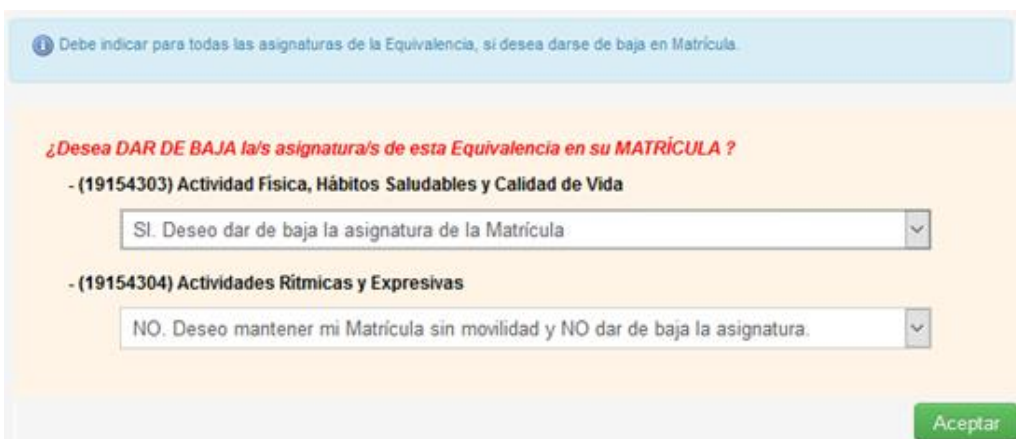 Debe indicar para todas las asignaturas de la Equivalencia, si desea darse de baja en Matrícula.
¿Desea DAR DE BAJA la/s asignatura/s de esta Equivalencia en su MATRÍCULA ?
- (19154303) Actividad Física, Hábitos Saludables y Calidad de Vida
SI. Deseo dar de baja la asignatura de la Matrícula
- (19154304) Actividades Rítmicas y Expresivas
NO. Deseo mantener mi Matrícula sin movilidad y NO dar de baja la asignatura.
Aceptar